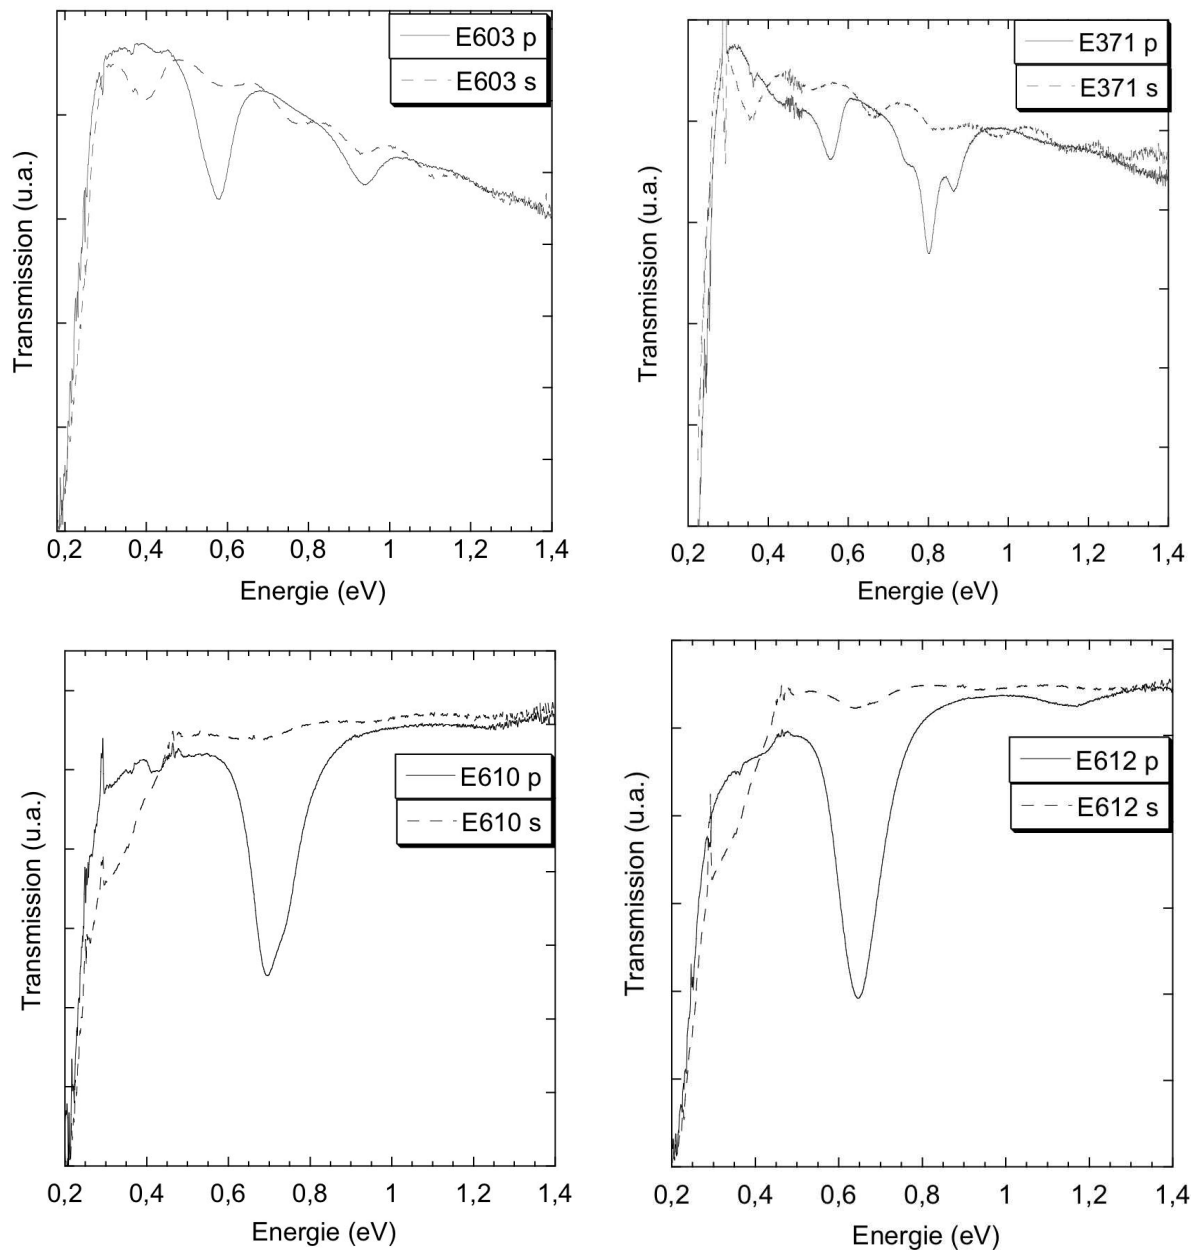 E603 p
E603 s
Transmission (u.a.)
0,2 0,4 0,6 0,8 1 1,2 1,4
Energie (eV)
E371 p
E371 s
Transmission (u.a.)
0,2 0,4 0,6 0,8 1 1,2 1,4
Energie (eV)
E610 p
E610 s
Transmission (u.a.)
0,2 0,4 0,6 0,8 1 1,2 1,4
Energie (eV)
E612 p
E612 s
Transmission (u.a.)
0,2 0,4 0,6 0,8 1 1,2 1,4
Energie (eV)